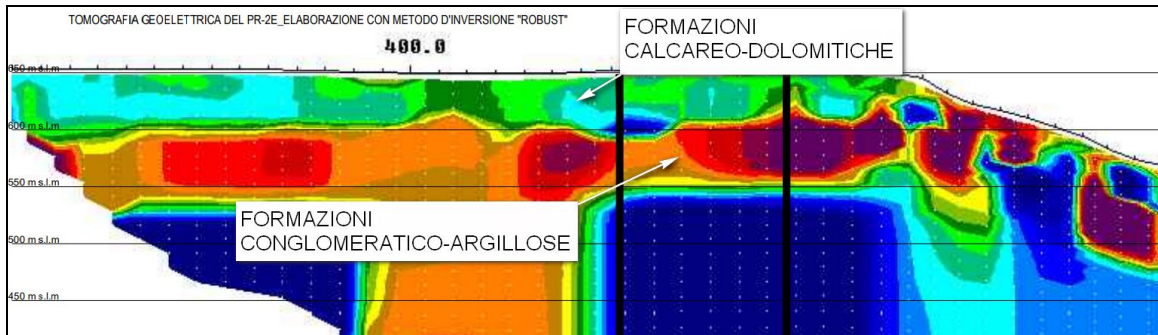 TOMOGRAFIA GEOELETTRICA DEL PR-2E_ELABORAZIONE CON METODO D'INVERSIONE "ROBUST"
400.0
FORMAZIONI
CALCAREO-DOLOMITICHE
650 m s.l.m
600 m s.l.m
550 m s.l.m
FORMAZIONI
CONGLOMERATICO-ARGILLOSE
500 m s.l.m
450 m s.l.m